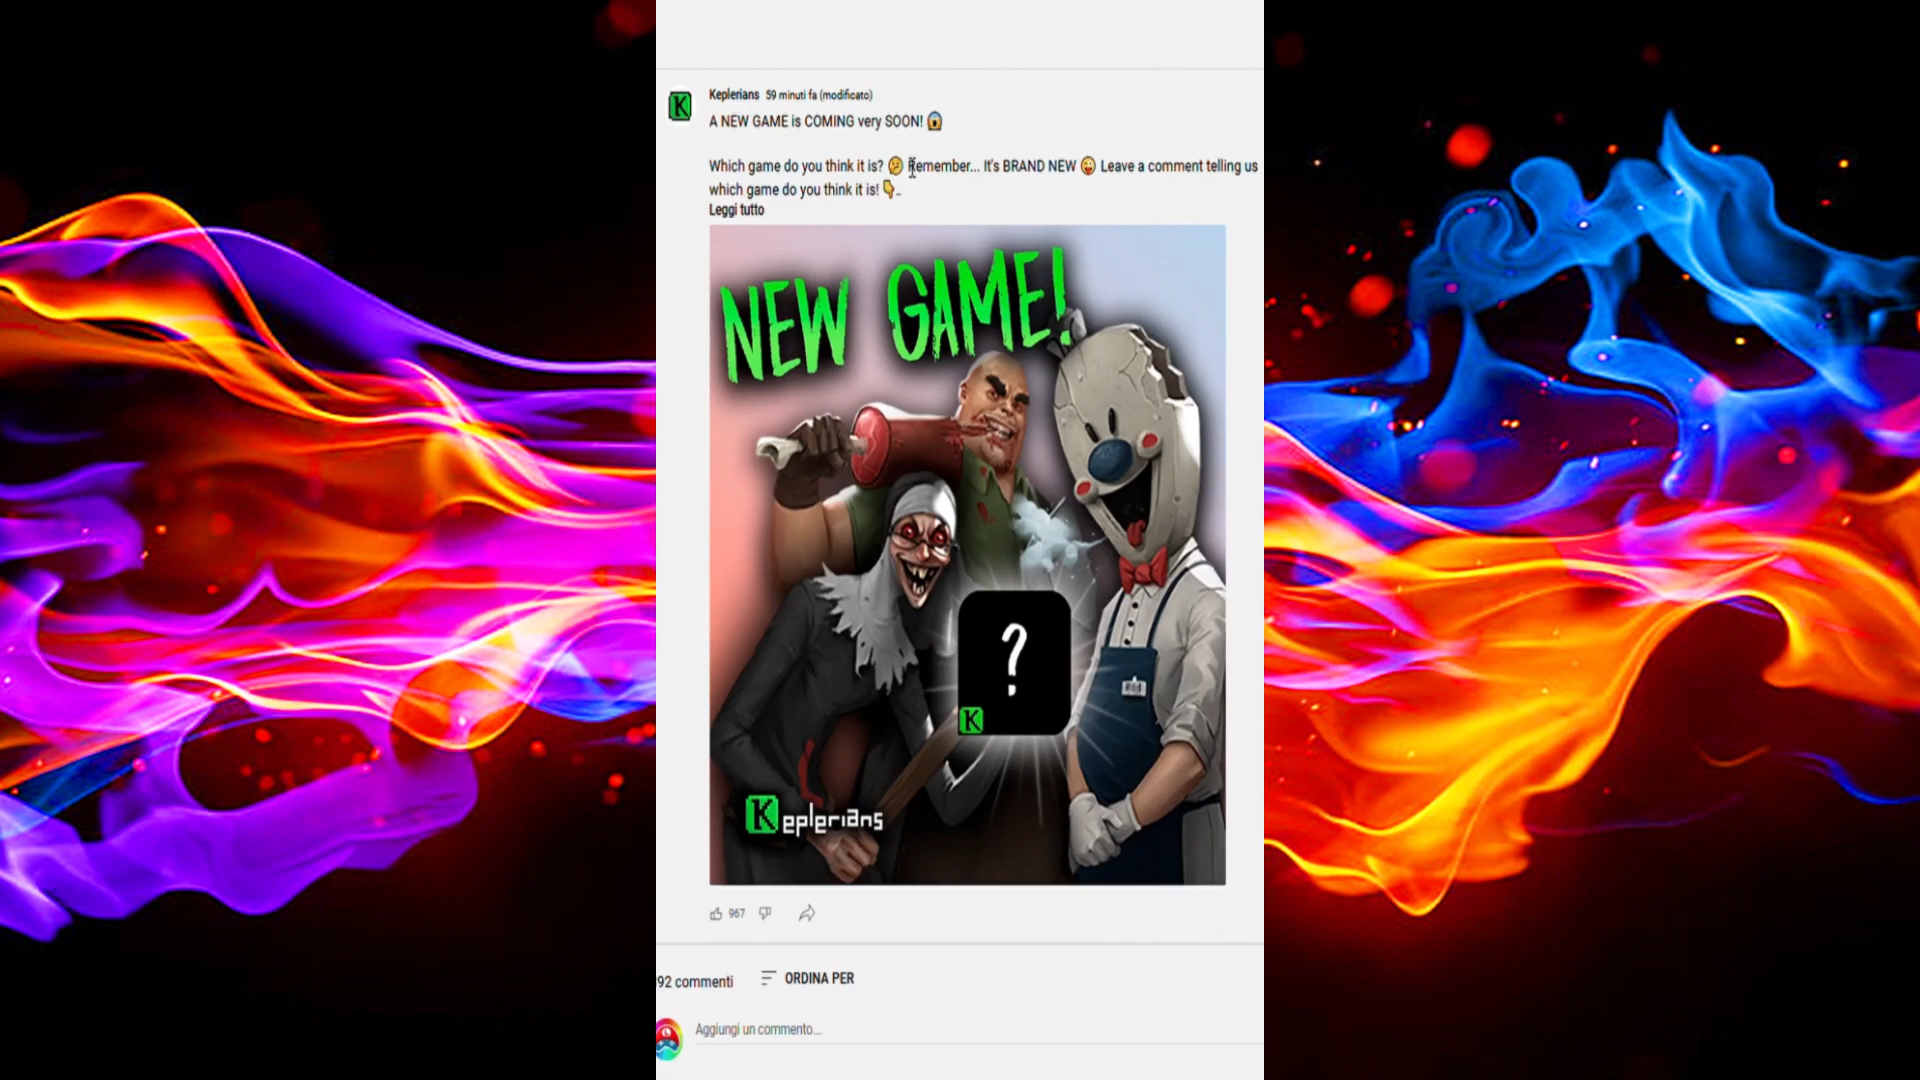 Keplerians 59 minuti fa (modificato)
A NEW GAME is COMING very SOON! 😱
Which game do you think it is? 🤔 Remember... It's BRAND NEW 😜 Leave a comment telling us
which game do you think it is! 👇...
Leggi tutto
NEW GAME!
?
K
Rod
Keplerians
967
92 commenti
ORDINA PER
Aggiungi un commento...